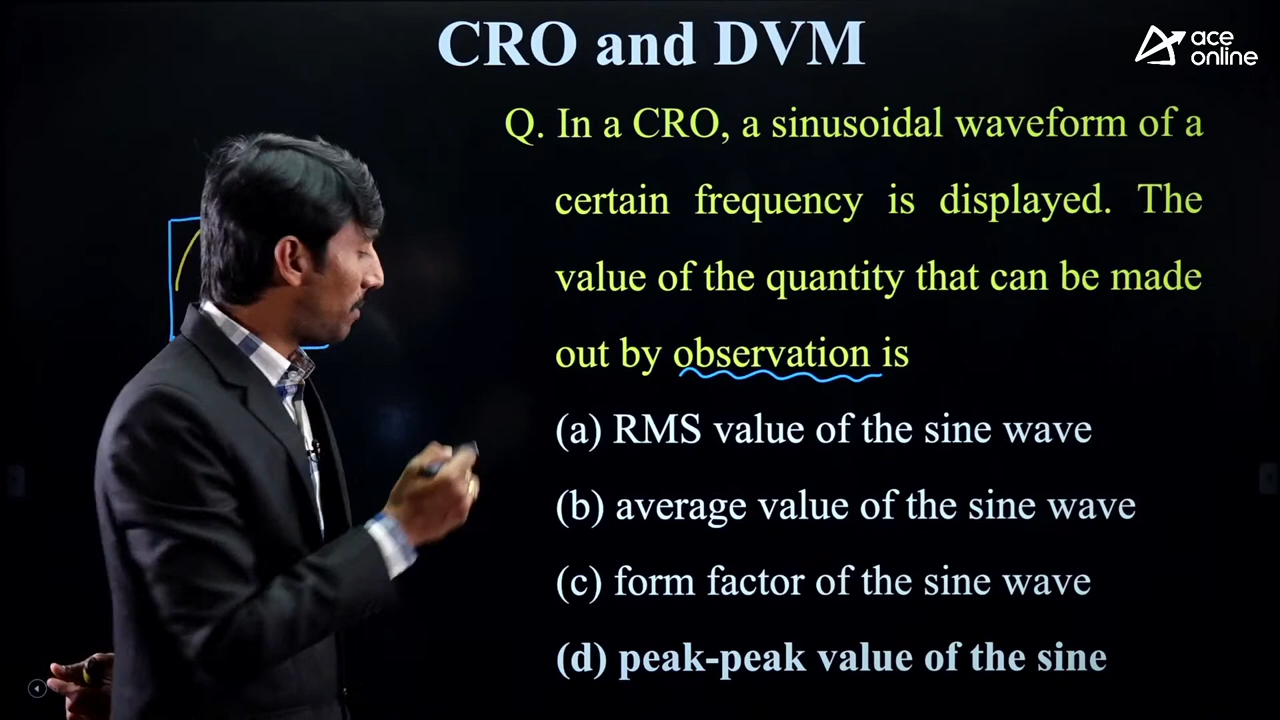 CRO and DVM
ace
online
Q. In a CRO, a sinusoidal waveform of a
certain frequency is displayed. The
value of the quantity that can be made
out by observation is
(a) RMS value of the sine wave
(b) average value of the sine wave
(c) form factor of the sine wave
(d) peak-peak value of the sine